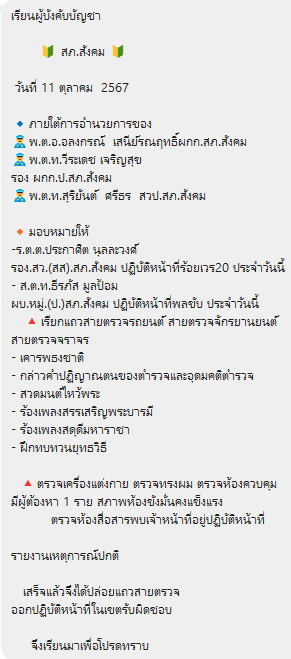 เรียนผู้บังคับบัญชา
🔰 สภ.สังคม 🔰
วันที่ 11 ตุลาคม 2567
🔹ภายใต้การอำนวยการของ
👮พ.ต.อ.อลงกรณ์ เสนีย์รณฤทธิ์ผกก.สภ.สังคม
👮พ.ต.ท.วีระเดช เจริญสุข
รอง ผกก.ป.สภ.สังคม
👮พ.ต.ท.สุริยันต์ ศรีธร สวป.สภ.สังคม
🔸มอบหมายให้
-ร.ต.ต.ประกาศิต นุลละวงศ์
รอง.สว.(สส).สภ.สังคม ปฏิบัติหน้าที่ร้อยเวร20 ประจำวันนี้
- ส.ต.ท.ธีรภัส มูลป้อม
ผบ.หมู่.(ป.)สภ.สังคม ปฏิบัติหน้าที่พลขับ ประจำวันนี้
🔺เรียกแถวสายตรวจรถยนต์ สายตรวจจักรยานยนต์
สายตรวจจราจร
- เคารพธงชาติ
- กล่าวคำปฏิญาณตนของตำรวจและอุดมคติตำรวจ
- สวดมนต์ไหว้พระ
- ร้องเพลงสรรเสริญพระบารมี
- ร้องเพลงสดุดีมหาราชา
- ฝึกทบทวนยุทธวิธี
🔺ตรวจเครื่องแต่งกาย ตรวจทรงผม ตรวจห้องควบคุม
มีผู้ต้องหา 1 ราย สภาพห้องขังมั่นคงแข็งแรง
ตรวจห้องสื่อสารพบเจ้าหน้าที่อยู่ปฏิบัติหน้าที่
รายงานเหตุการณ์ปกติ
เสร็จแล้วจึงได้ปล่อยแถวสายตรวจ
ออกปฏิบัติหน้าที่ในเขตรับผิดชอบ
จึงเรียนมาเพื่อโปรดทราบ